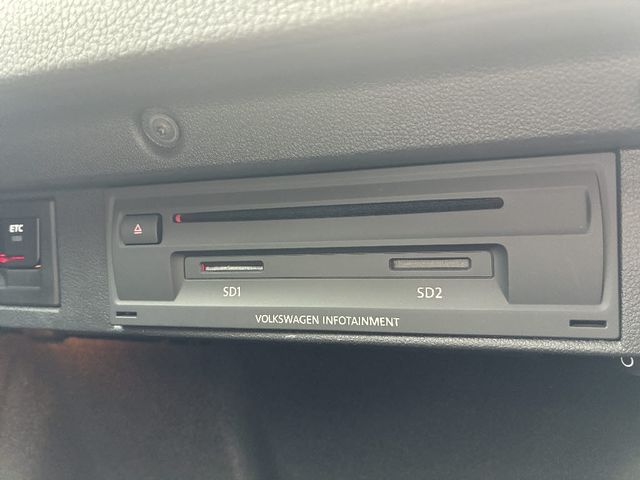 ETC
SD1
SD2
VOLKSWAGEN INFOTAINMENT